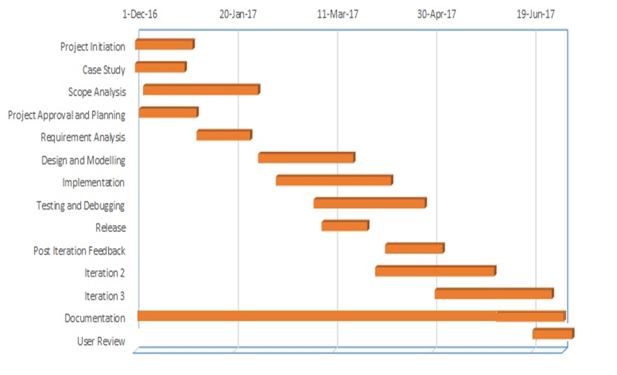 1-Dec-16 20-Jan-17 11-Mar-17 30-Apr-17 19-Jun-17
Project Initiation
Case Study
Scope Analysis
Project Approval and Planning
Requirement Analysis
Design and Modelling
Implementation
Testing and Debugging
Release
Post Iteration Feedback
Iteration 2
Iteration 3
Documentation
User Review